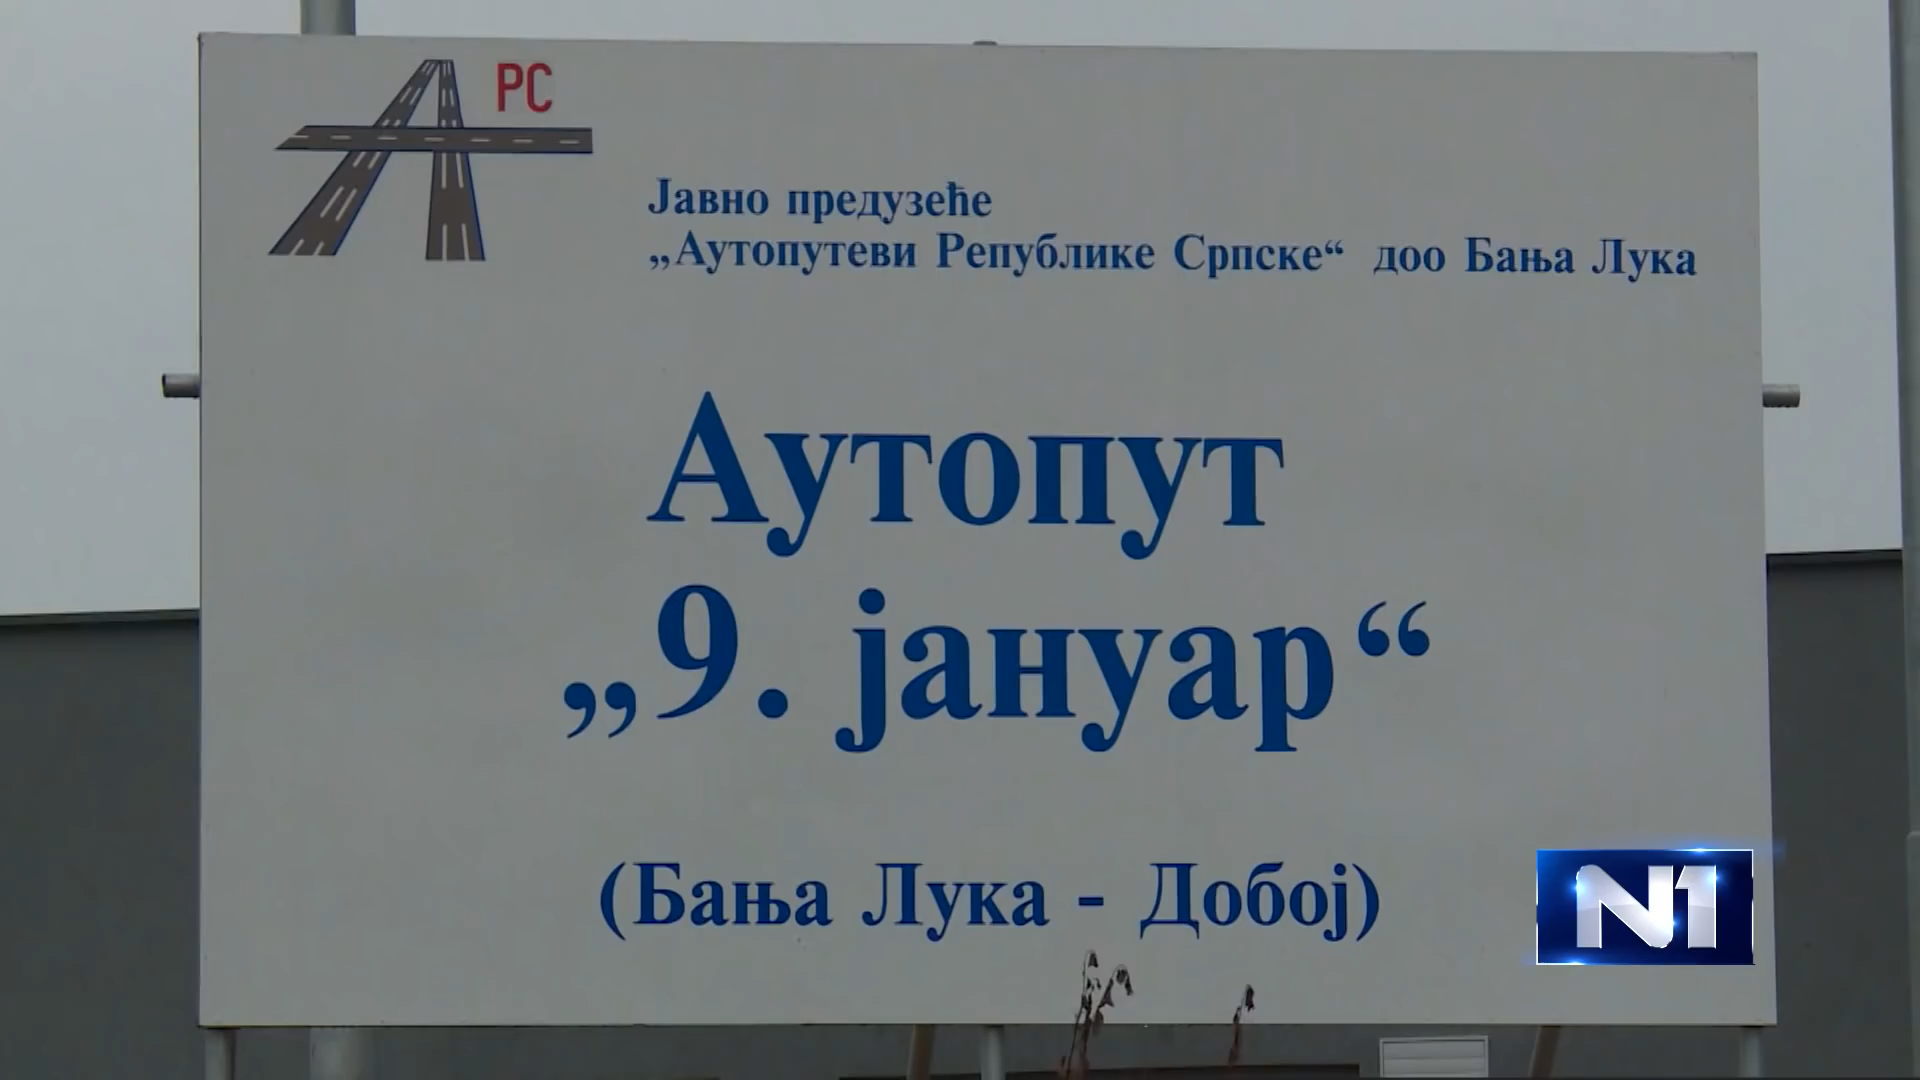 РС
Јавно предузеће
„Аутопутеви Републике Српске“ доо Бања Лука
Аутопут
„9. јануар“
(Бања Лука - Добој)
N1